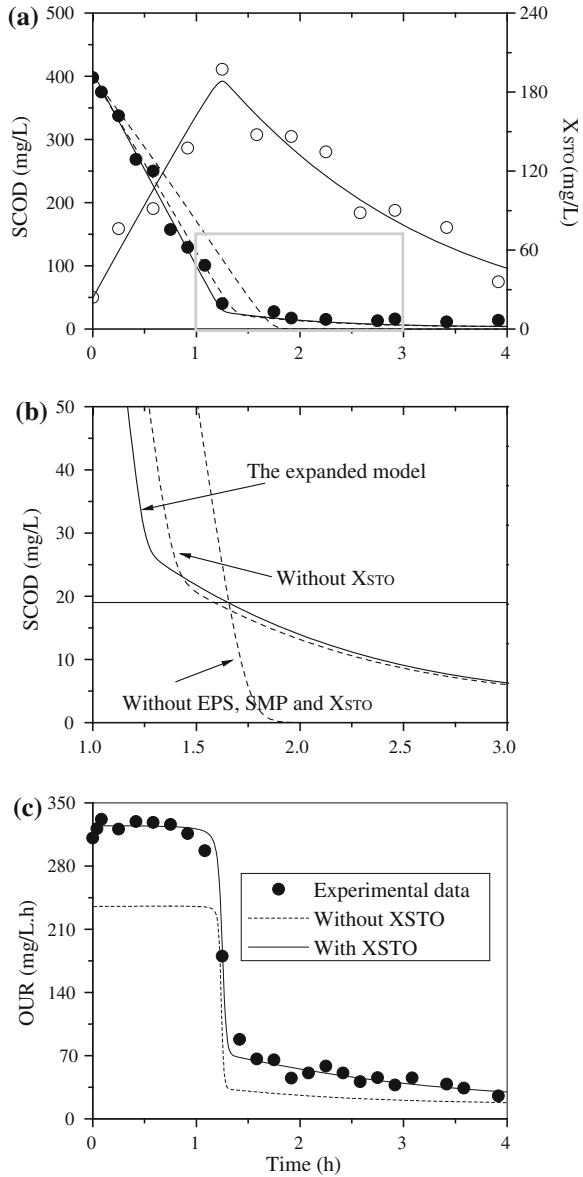 (a)
500
400
300
200
100
0
SCOD (mg/L)
240
180
120
60
0
XSTO (mg/L)
0 1 2 3 4
(b)
50
40
30
20
10
0
SCOD (mg/L)
The expanded model
Without XSTO
Without EPS, SMP and XSTO
1.0 1.5 2.0 2.5 3.0
(c)
350
280
210
140
70
0
OUR (mg/L.h)
Experimental data
Without XSTO
With XSTO
0 1 2 3 4
Time (h)